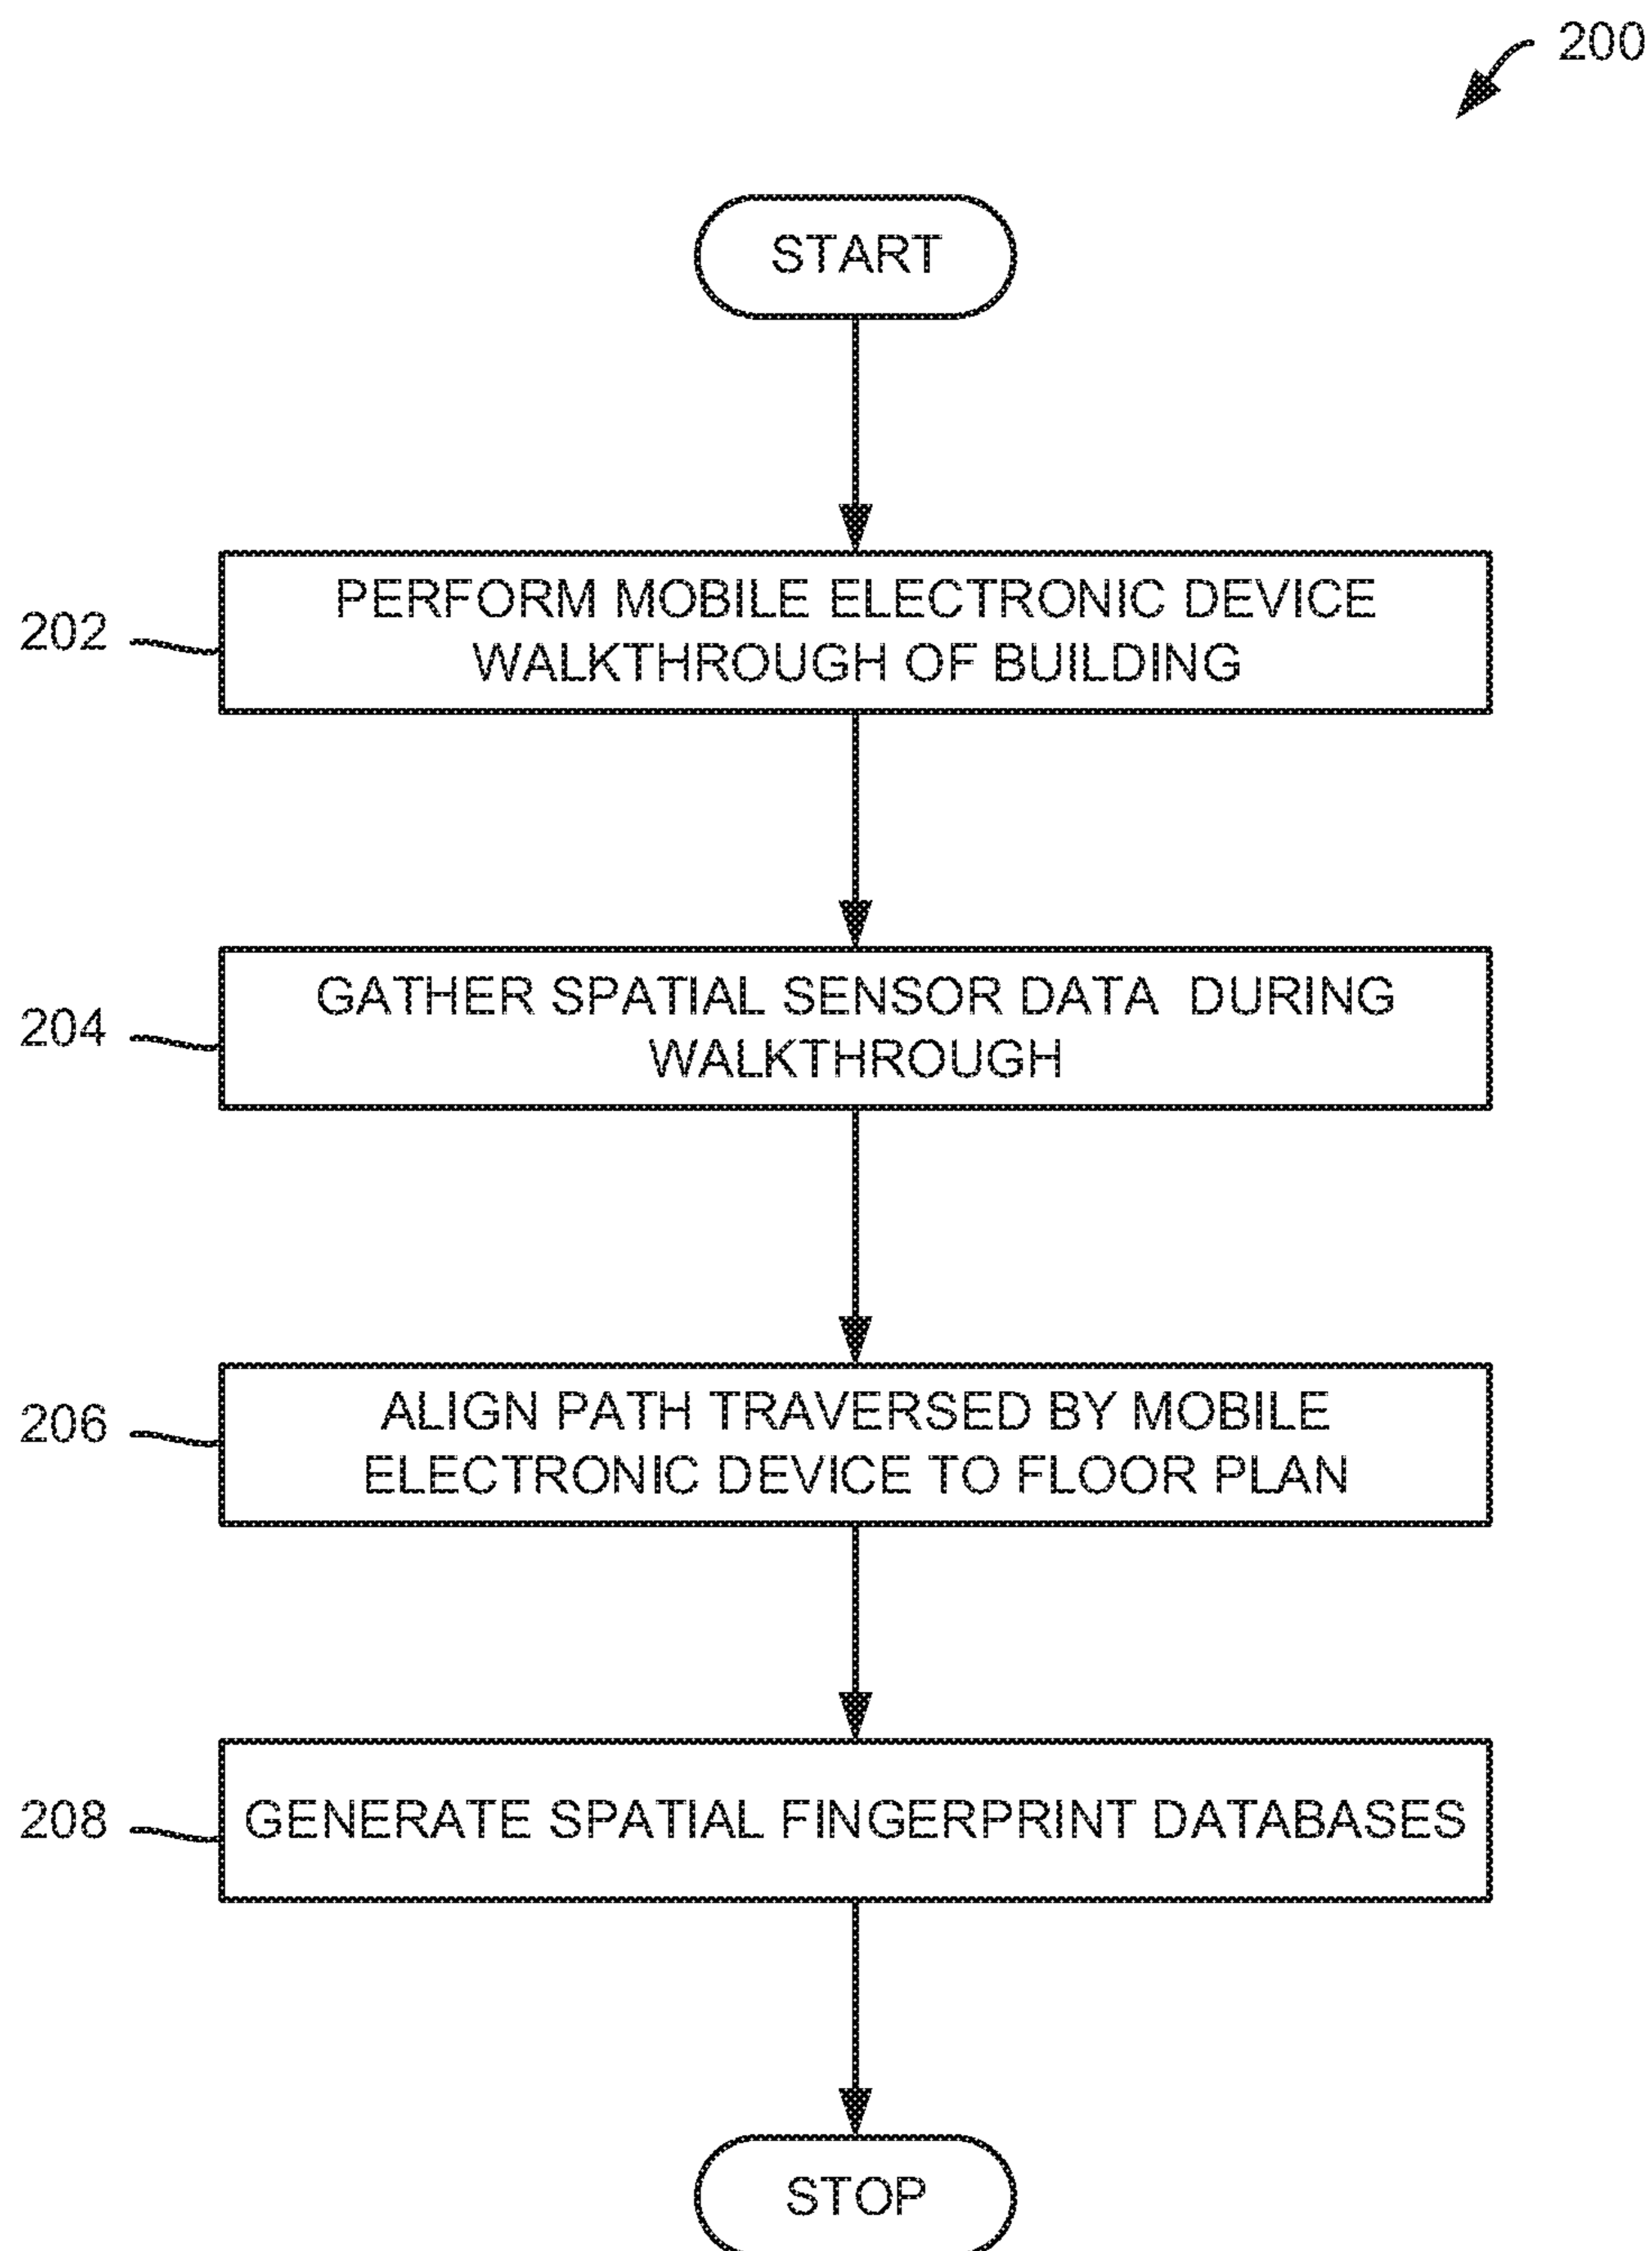 200
START
202
PERFORM MOBILE ELECTRONIC DEVICE
WALKTHROUGH OF BUILDING
204
GATHER SPATIAL SENSOR DATA DURING
WALKTHROUGH
206
ALIGN PATH TRAVERSED BY MOBILE
ELECTRONIC DEVICE TO FLOOR PLAN
208
GENERATE SPATIAL FINGERPRINT DATABASES
STOP